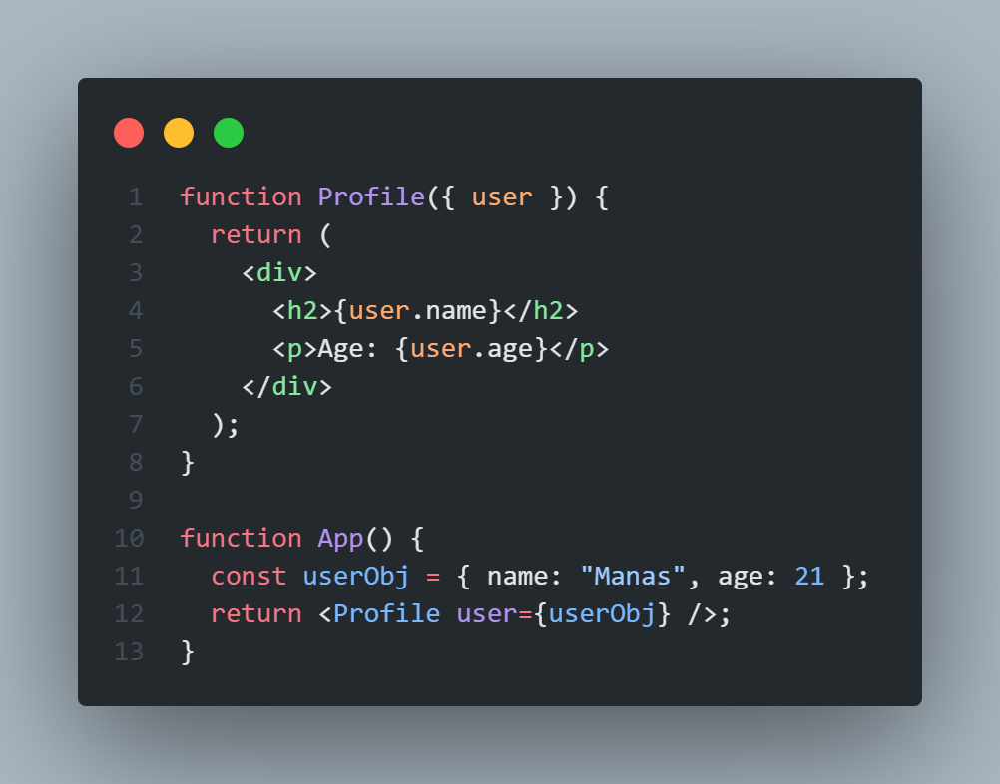 1 function Profile({ user }) {
2   return (
3     <div>
4       <h2>{user.name}</h2>
5       <p>Age: {user.age}</p>
6     </div>
7   );
8 }
9
10 function App() {
11   const userObj = { name: "Manas", age: 21 };
12   return <Profile user={userObj} />;
13 }